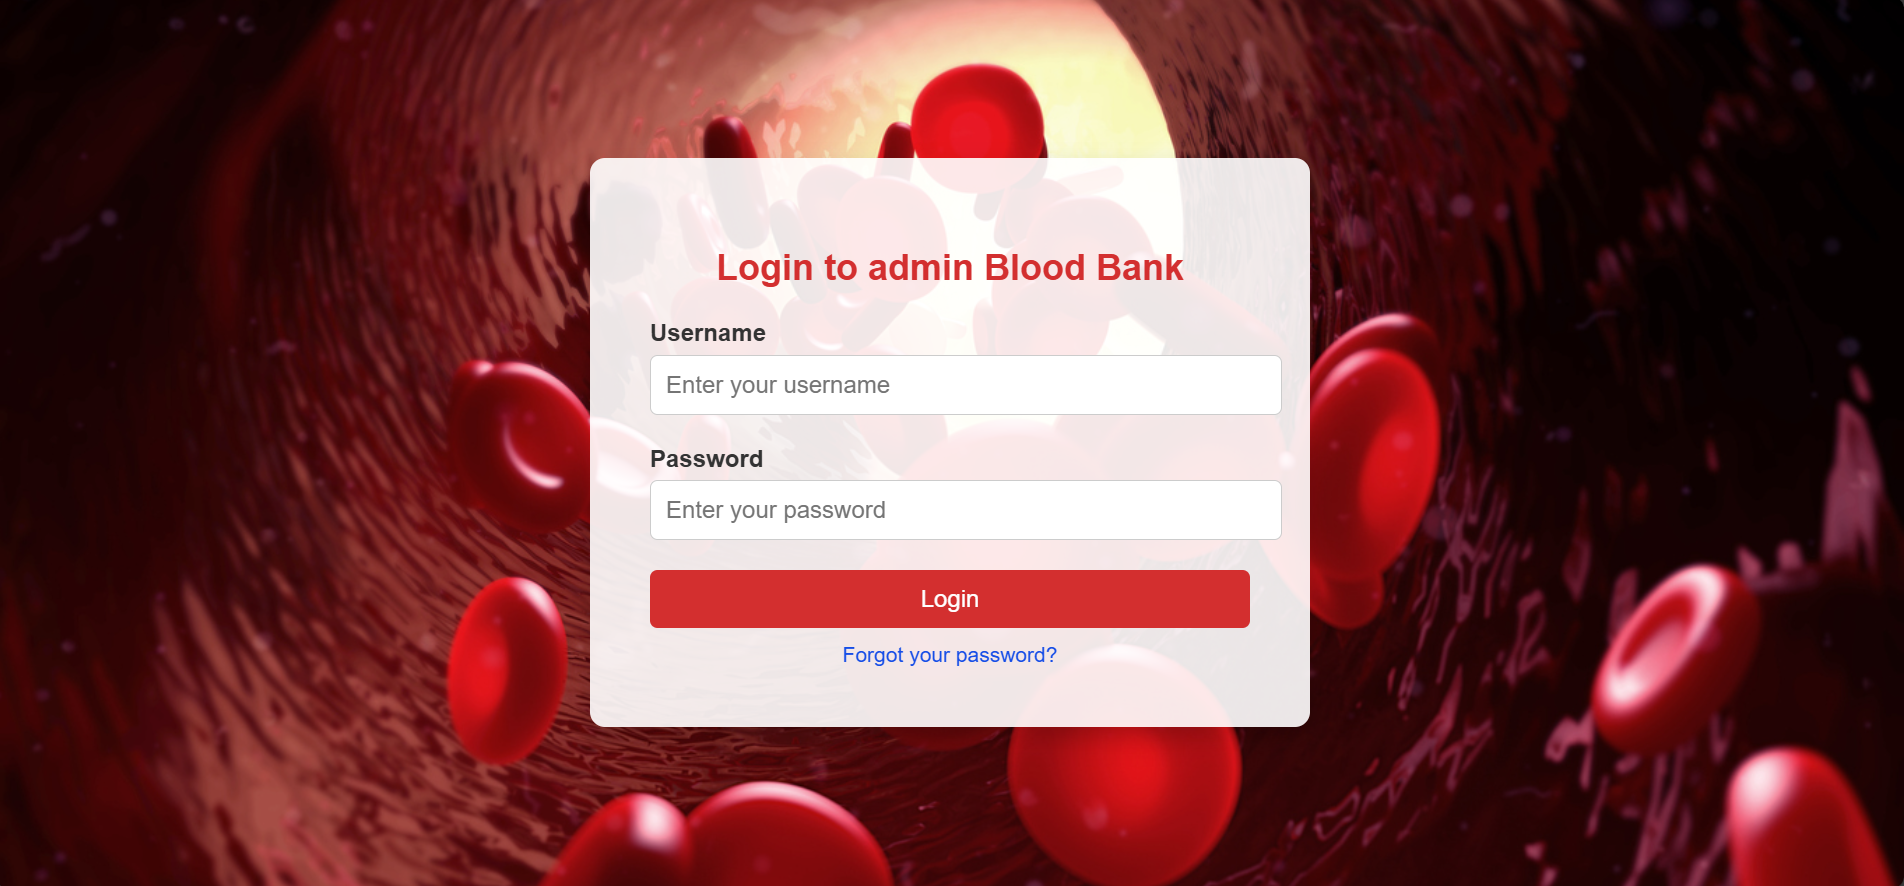 Login to admin Blood Bank
Username
Enter your username
Password
Enter your password
Login
Forgot your password?